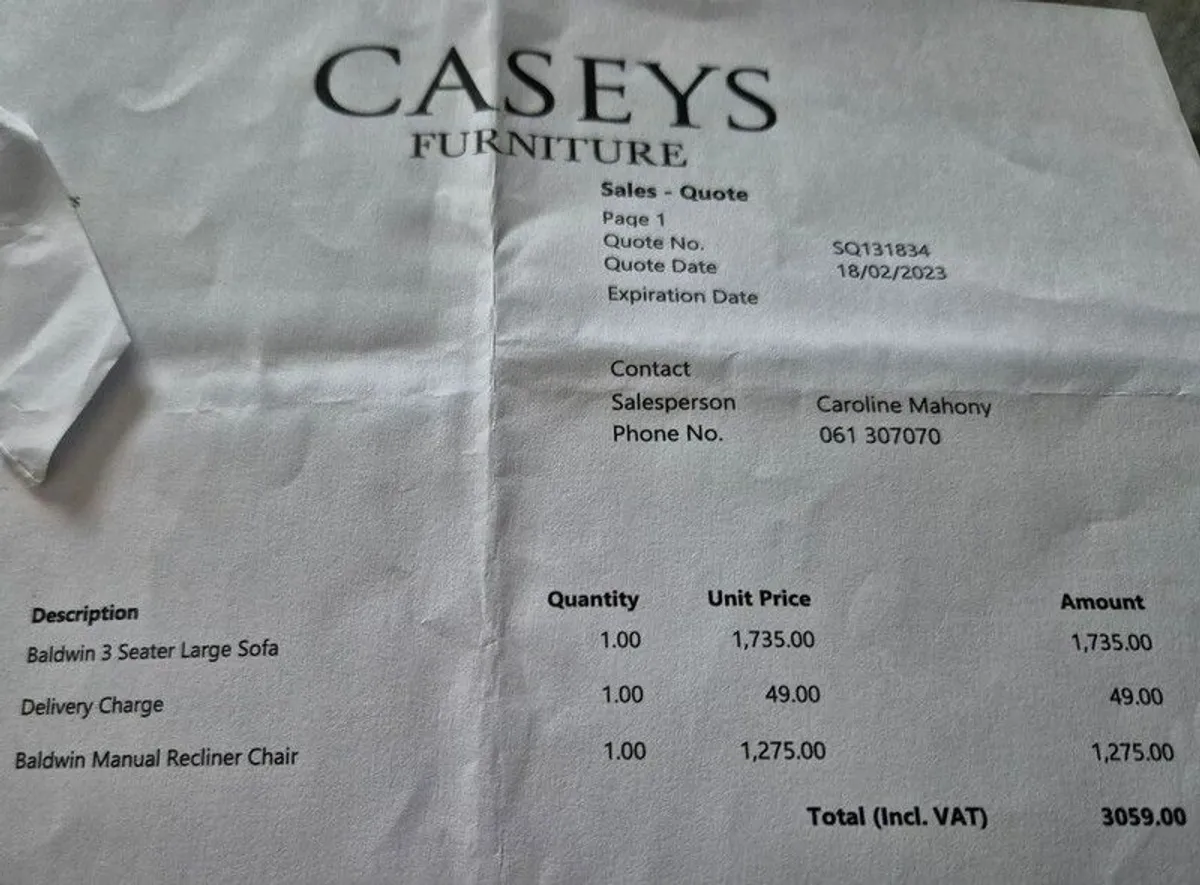 CASEYS
FURNITURE
Sales - Quote
Page 1
Quote No. SQ131834
Quote Date 18/02/2023
Expiration Date
Contact
Salesperson Caroline Mahony
Phone No. 061 307070
Description Quantity Unit Price Amount
Baldwin 3 Seater Large Sofa 1.00 1,735.00 1,735.00
Delivery Charge 1.00 49.00 49.00
Baldwin Manual Recliner Chair 1.00 1,275.00 1,275.00
Total (Incl. VAT) 3059.00